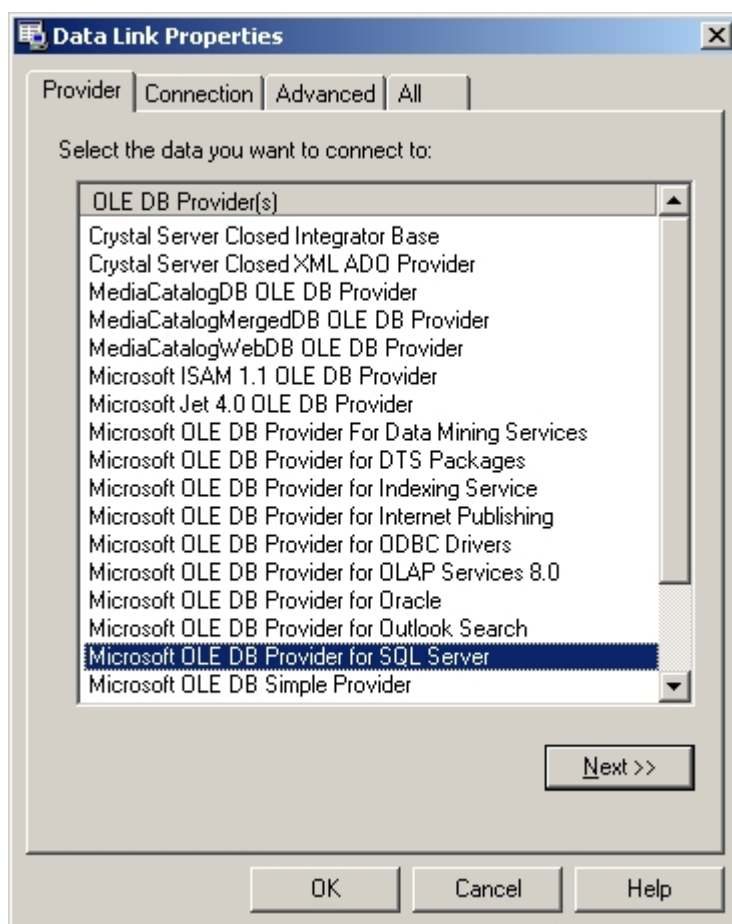 Data Link Properties
Provider Connection Advanced All
Select the data you want to connect to:
OLE DB Provider(s)
Crystal Server Closed Integrator Base
Crystal Server Closed XML ADO Provider
MediaCatalogDB OLE DB Provider
MediaCatalogMergedDB OLE DB Provider
MediaCatalogWebDB OLE DB Provider
Microsoft ISAM 1.1 OLE DB Provider
Microsoft Jet 4.0 OLE DB Provider
Microsoft OLE DB Provider For Data Mining Services
Microsoft OLE DB Provider for DTS Packages
Microsoft OLE DB Provider for Indexing Service
Microsoft OLE DB Provider for Internet Publishing
Microsoft OLE DB Provider for ODBC Drivers
Microsoft OLE DB Provider for OLAP Services 8.0
Microsoft OLE DB Provider for Oracle
Microsoft OLE DB Provider for Outlook Search
Microsoft OLE DB Provider for SQL Server
Microsoft OLE DB Simple Provider
Next >>
OK Cancel Help